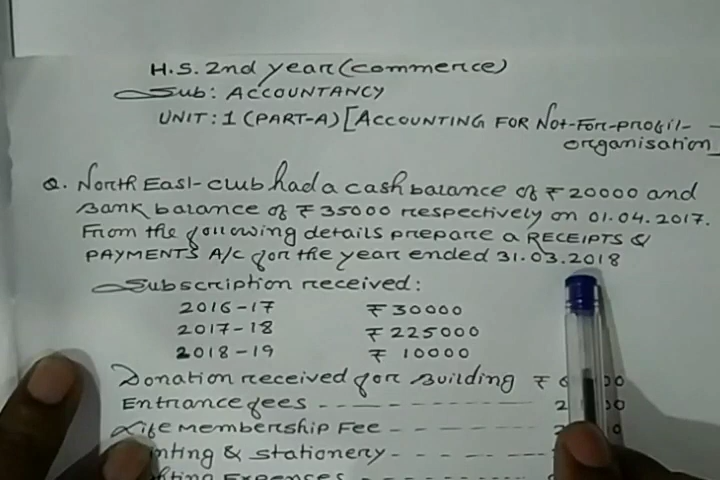 H.S. 2nd year (commerce)
Sub: ACCOUNTANCY
UNIT: 1 (PART-A) [ACCOUNTING FOR Not-For-profit-
organisation]
Q. North East-club had a cash balance of ₹20000 and
Bank balance of ₹35000 respectively on 01.04.2017.
From the following details prepare a RECEIPTS &
PAYMENTS A/C for the year ended 31.03.2018
Subscription received:
2016-17 ₹30000
2017-18 ₹225000
2018-19 ₹10000
Donation received for Building ₹
Entrance fees
Life Membership Fee
& stationery
Expenses